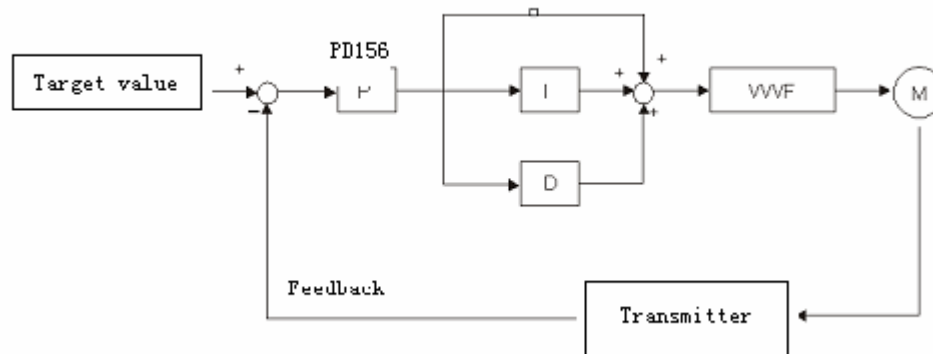 PD156
Target value
P
I
VVVF
M
D
Feedback
Transmitter